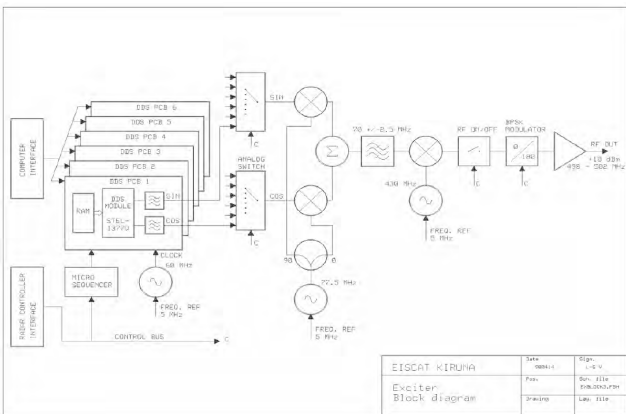 DDS PCB 6
DDS PCB 5
DDS PCB 4
DDS PCB 3
DDS PCB 2
DDS PCB 1
COMPUTER
INTERFACE
RAM
DDS
MODULE
STEL-
SIN
COS
CLOCK
60 MHz
MICRO
SEQUENCER
FREQ. REF
5 MHz
RADAR CONTROLLER
INTERFACE
CONTROL BUS
C
SIN
C
ANALOG
SWITCH
COS
C
Σ
90
0
77.5 MHz
FREQ. REF
5 MHz
70 +/- 2.5 MHz
430 MHz
FREQ. REF
5 MHz
RF ON/OFF
C
BPSK
MODULATOR
0
180
C
RF OUT
+10 dBm
498 - 502 MHz
EISCAT KIRUNA
Date
Sign.
Exciter
Block diagram
Pos.
Drawing